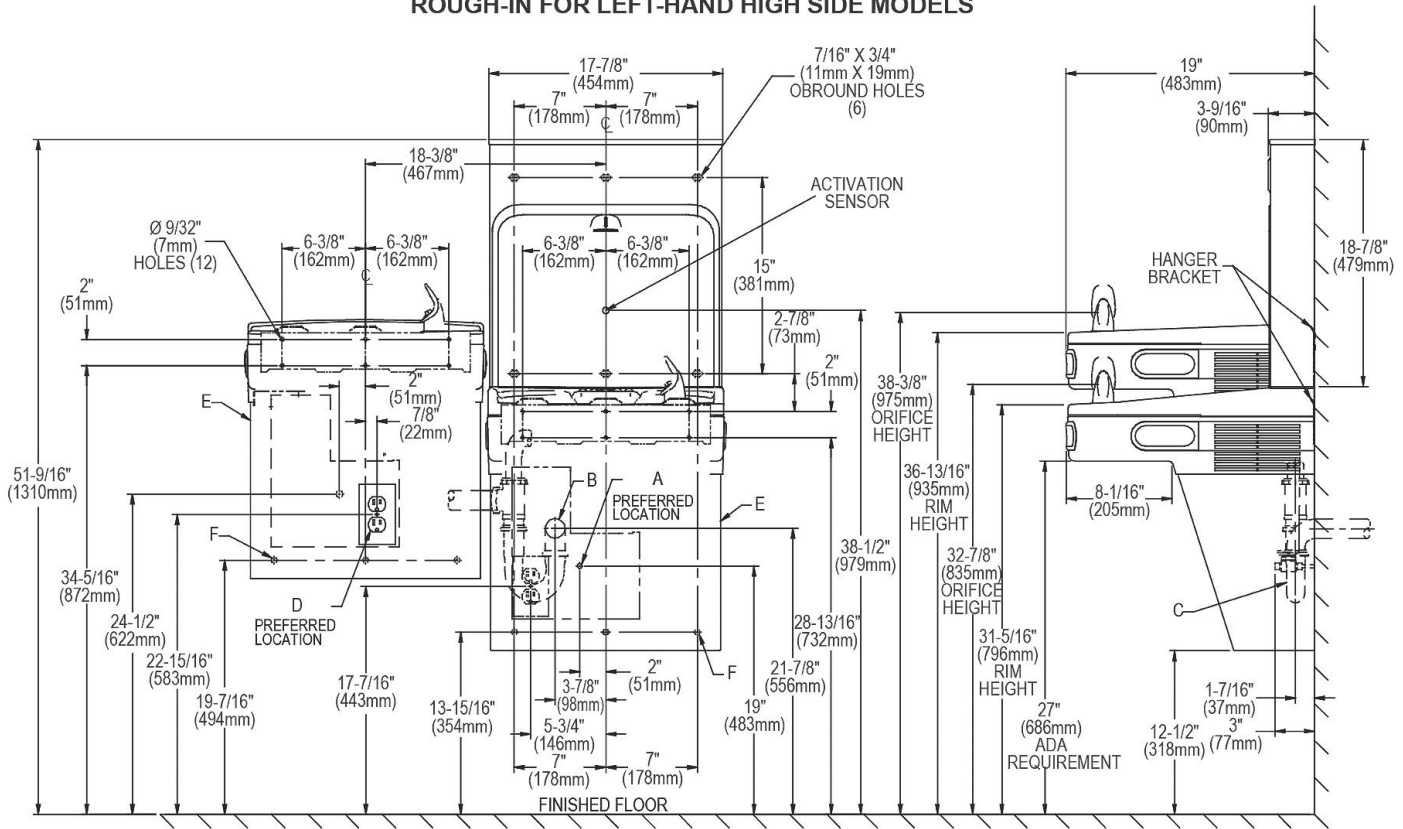 ROUGH-IN FOR LEFT-HAND HIGH SIDE MODELS
17-7/8"
(454mm)
7"
(178mm)
7"
(178mm)
7/16" X 3/4"
(11mm X 19mm)
OBROUND HOLES
(6)
19"
(483mm)
3-9/16"
(90mm)
18-3/8"
(467mm)
ACTIVATION
SENSOR
Ø 9/32"
(7mm)
HOLES (12)
6-3/8"
(162mm)
6-3/8"
(162mm)
6-3/8"
(162mm)
6-3/8"
(162mm)
15"
(381mm)
HANGER
BRACKET
18-7/8"
(479mm)
2"
(51mm)
2-7/8"
(73mm)
2"
(51mm)
2"
(51mm)
7/8"
(22mm)
E
38-3/8"
(975mm)
ORIFICE
HEIGHT
51-9/16"
(1310mm)
B
A
PREFERRED
LOCATION
E
36-13/16"
(935mm)
RIM
HEIGHT
8-1/16"
(205mm)
F
38-1/2"
(979mm)
32-7/8"
(835mm)
ORIFICE
HEIGHT
34-5/16"
(872mm)
D
PREFERRED
LOCATION
C
24-1/2"
(622mm)
28-13/16"
(732mm)
31-5/16"
(796mm)
RIM
HEIGHT
22-15/16"
(583mm)
17-7/16"
(443mm)
F
21-7/8"
(556mm)
2"
(51mm)
3-7/8"
(98mm)
19-7/16"
(494mm)
13-15/16"
(354mm)
19"
(483mm)
27"
(686mm)
ADA
REQUIREMENT
1-7/16"
(37mm)
12-1/2"
(318mm)
3"
(77mm)
5-3/4"
(146mm)
7"
(178mm)
7"
(178mm)
FINISHED FLOOR